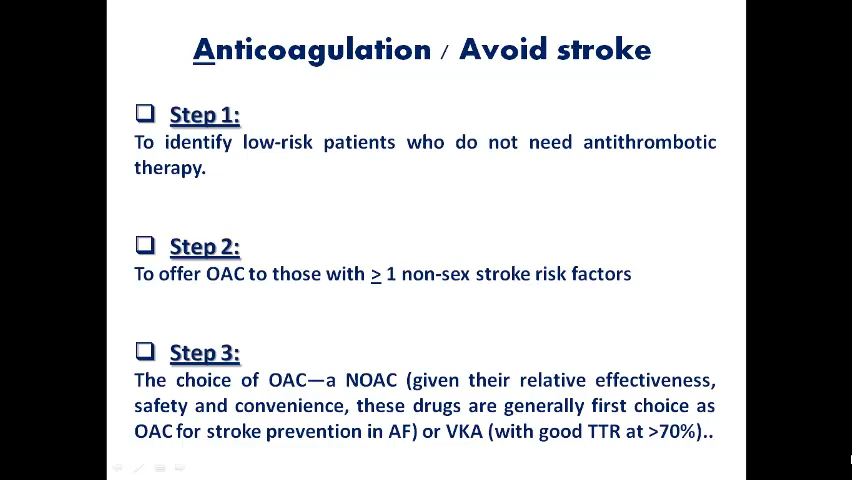 Anticoagulation / Avoid stroke
❑ Step 1:
To identify low-risk patients who do not need antithrombotic
therapy.
❑ Step 2:
To offer OAC to those with ≥ 1 non-sex stroke risk factors
❑ Step 3:
The choice of OAC—a NOAC (given their relative effectiveness,
safety and convenience, these drugs are generally first choice as
OAC for stroke prevention in AF) or VKA (with good TTR at >70%)..